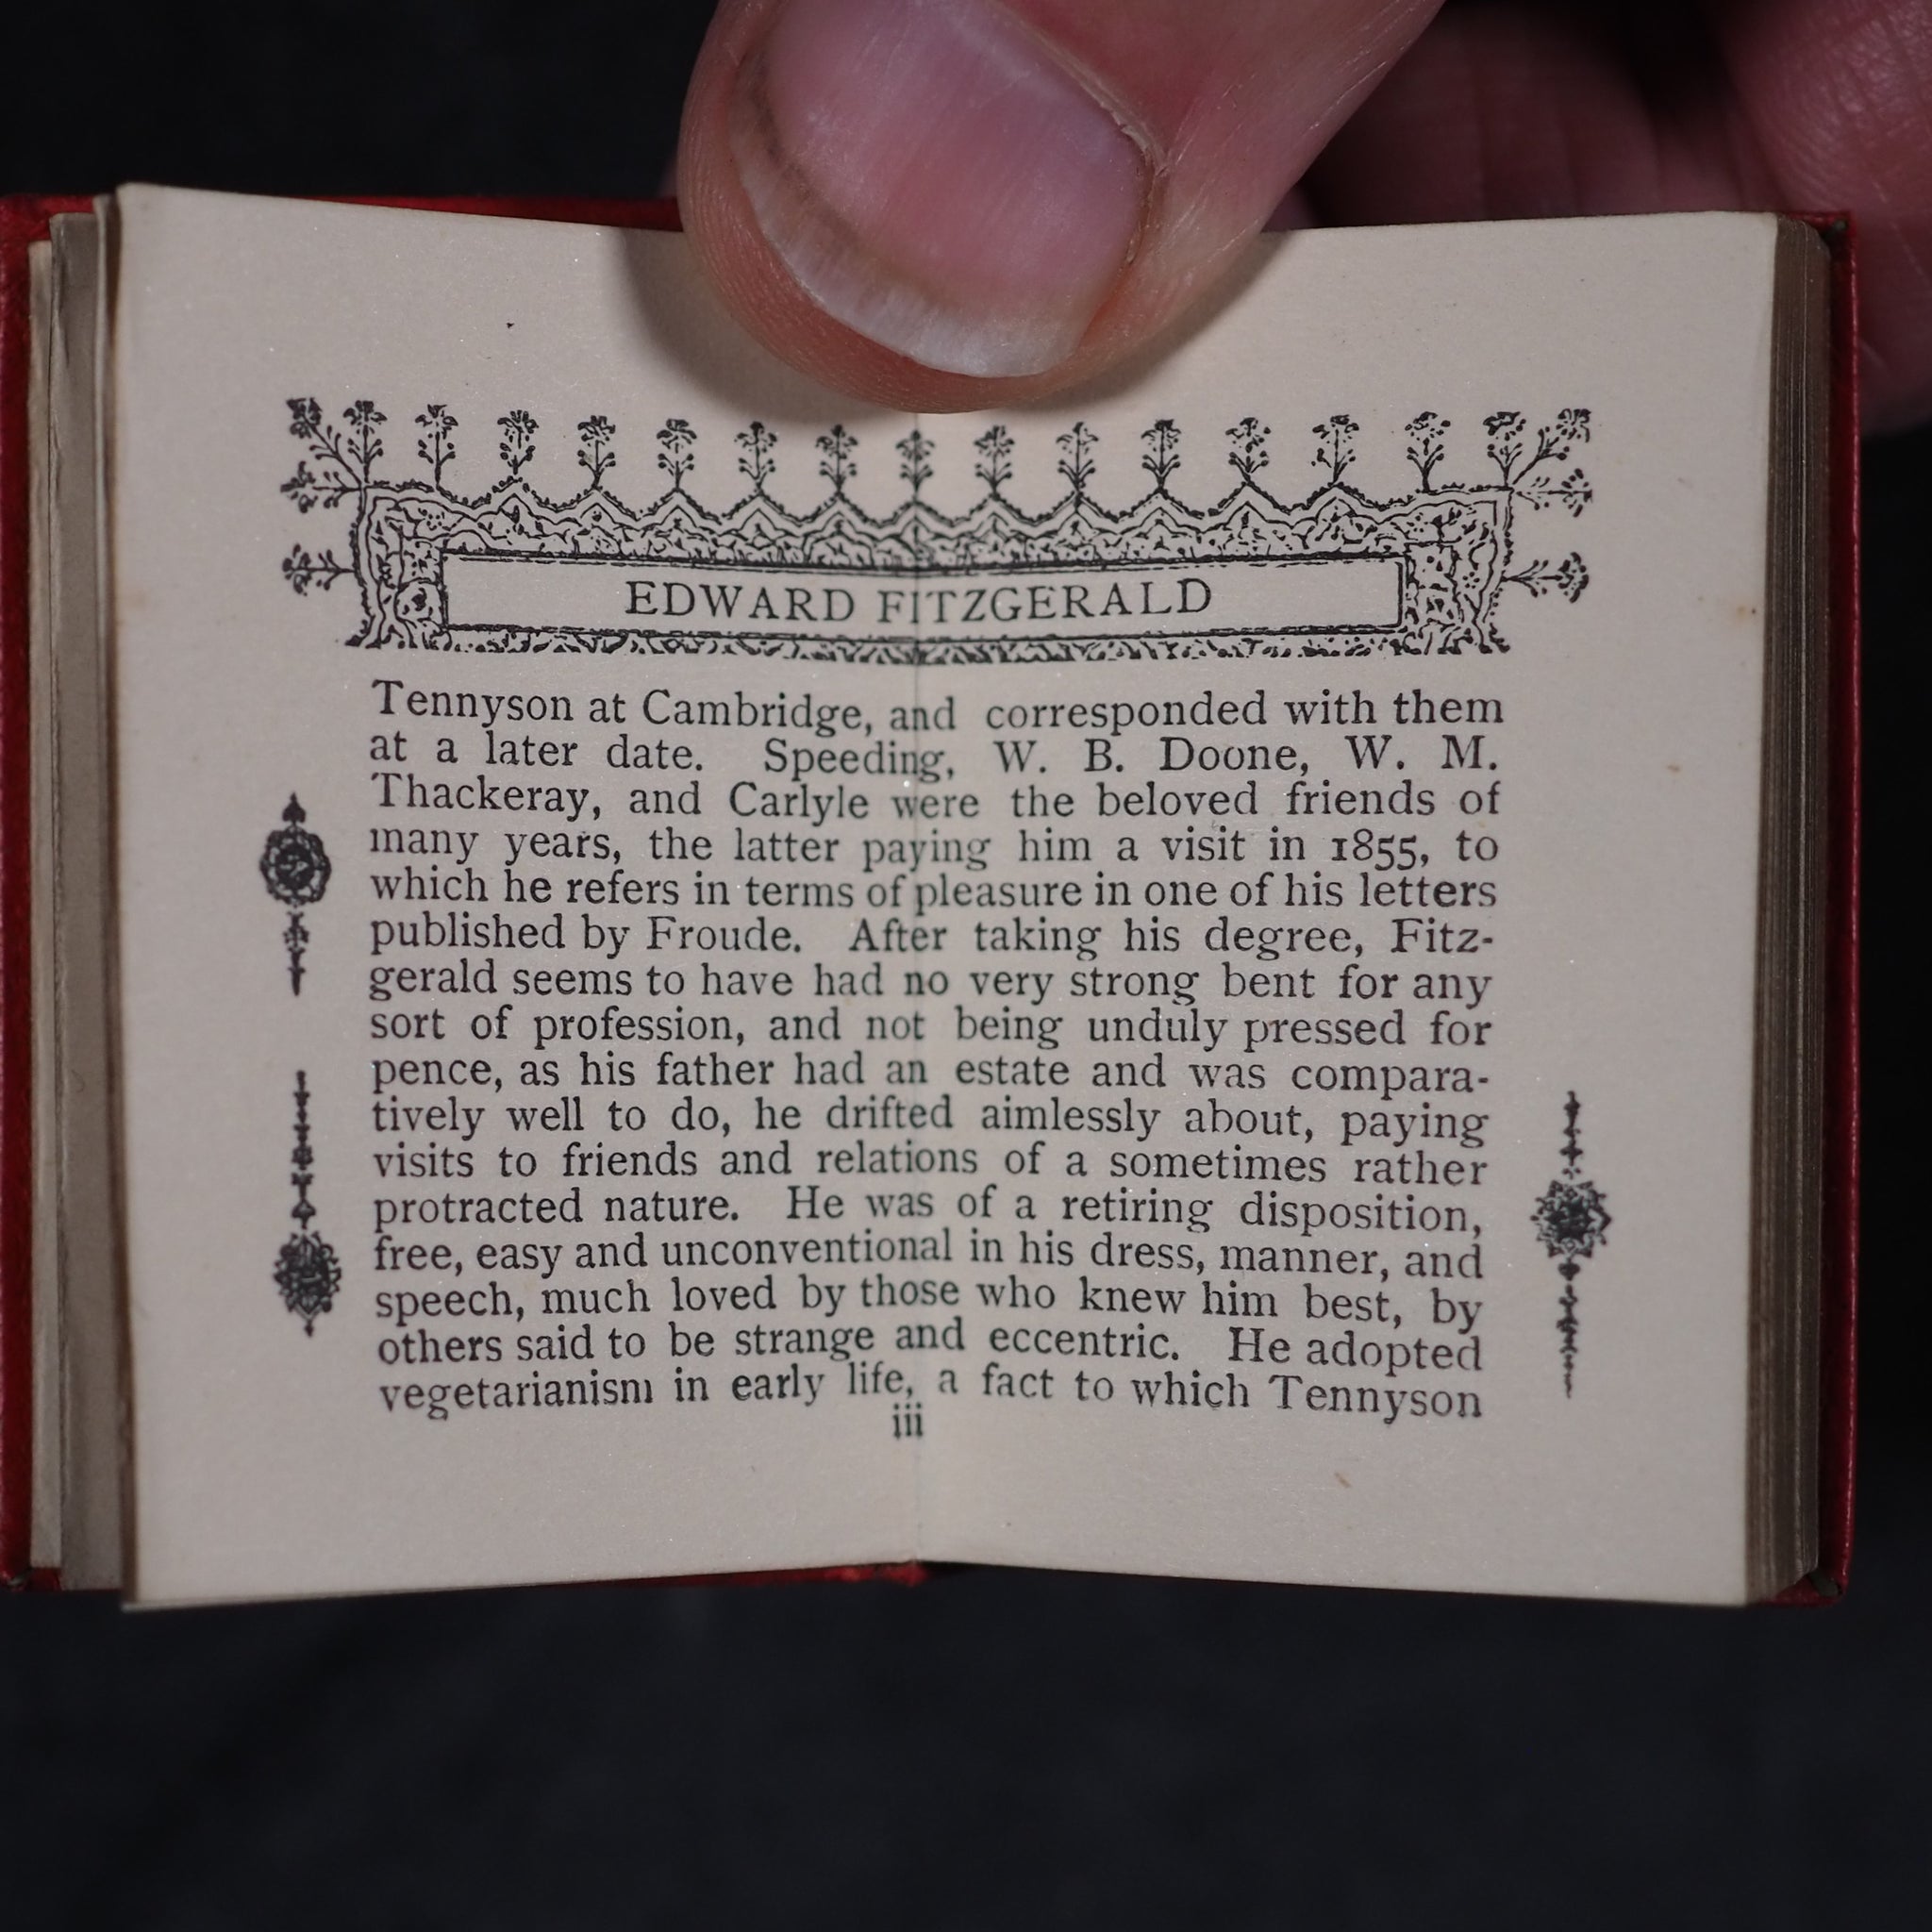 EDWARD FITZGERALD
Tennyson at Cambridge, and corresponded with them
at a later date. Speeding, W. B. Doone, W. M.
Thackeray, and Carlyle were the beloved friends of
many years, the latter paying him a visit in 1855, to
which he refers in terms of pleasure in one of his letters
published by Froude. After taking his degree, Fitz-
gerald seems to have had no very strong bent for any
sort of profession, and not being unduly pressed for
pence, as his father had an estate and was compara-
tively well to do, he drifted aimlessly about, paying
visits to friends and relations of a sometimes rather
protracted nature. He was of a retiring disposition,
free, easy and unconventional in his dress, manner, and
speech, much loved by those who knew him best, by
others said to be strange and eccentric. He adopted
vegetarianism in early life, a fact to which Tennyson
iii